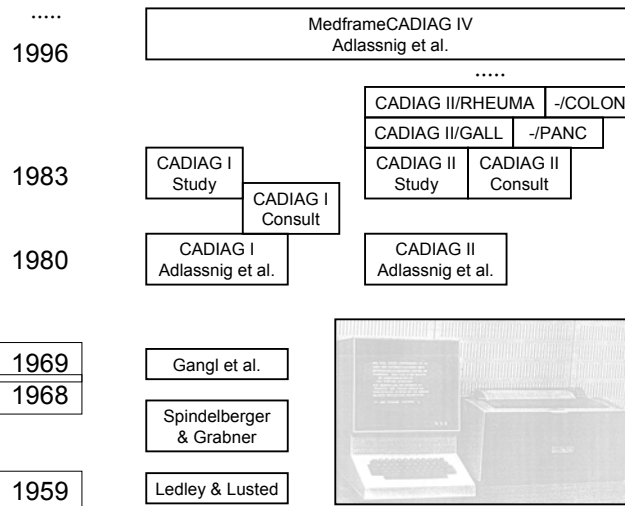 .....
1996
MedframeCADIAG IV
Adlassnig et al.
.....
CADIAG II/RHEUMA
-/COLON
CADIAG II/GALL
-/PANC
1983
CADIAG I
Study
CADIAG II
Study
CADIAG II
Consult
CADIAG I
Consult
1980
CADIAG I
Adlassnig et al.
CADIAG II
Adlassnig et al.
1969
Gangl et al.
1968
Spindelberger
& Grabner
1959
Ledley & Lusted